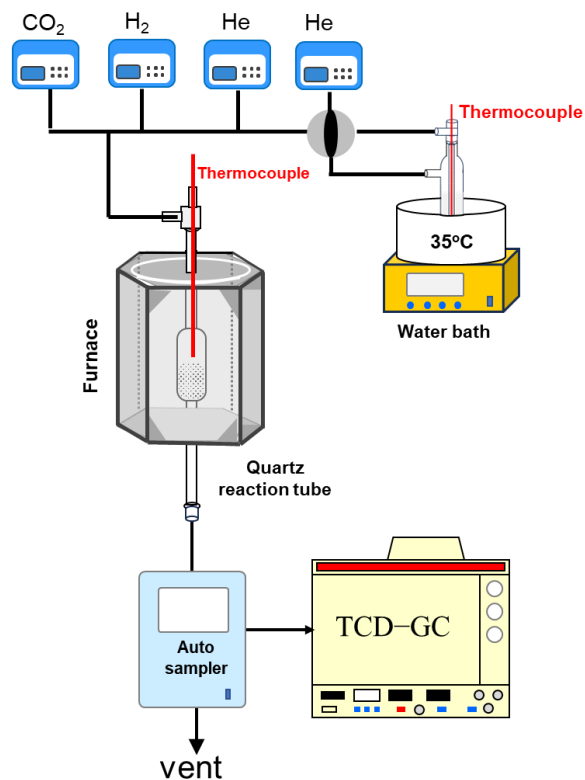 CO₂
H₂
He
He
Thermocouple
Thermocouple
35°C
Water bath
Furnace
Quartz
reaction tube
Auto
sampler
TCD−GC
vent